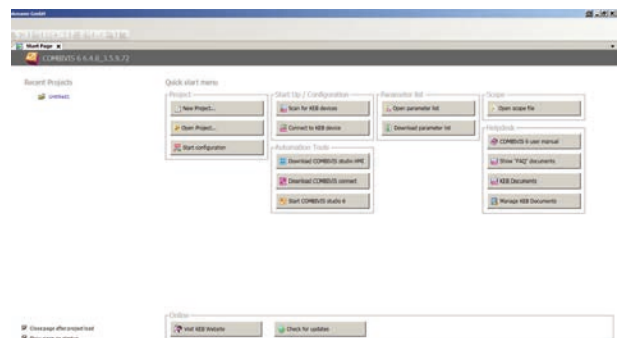 Start Page
COMBIVIS 6 6.4.0_3.5.9.72
Recent Projects
Untitled1
Quick start menu
Project
New Project...
Open Project...
Start configuration
Start Up / Configuration
Scan for KEB devices
Connect to KEB device
Automation Tools
Download COMBIVIS studio HMI
Download COMBIVIS connect
Start COMBIVIS studio 6
Parameter list
Open parameter list
Download parameter list
Scope
Open scope file
Helpdesk
COMBIVIS 6 user manual
Show "FAQ" documents
KEB Documents
Manage KEB Documents
Close page after project load
Online
Visit KEB Website
Check for updates